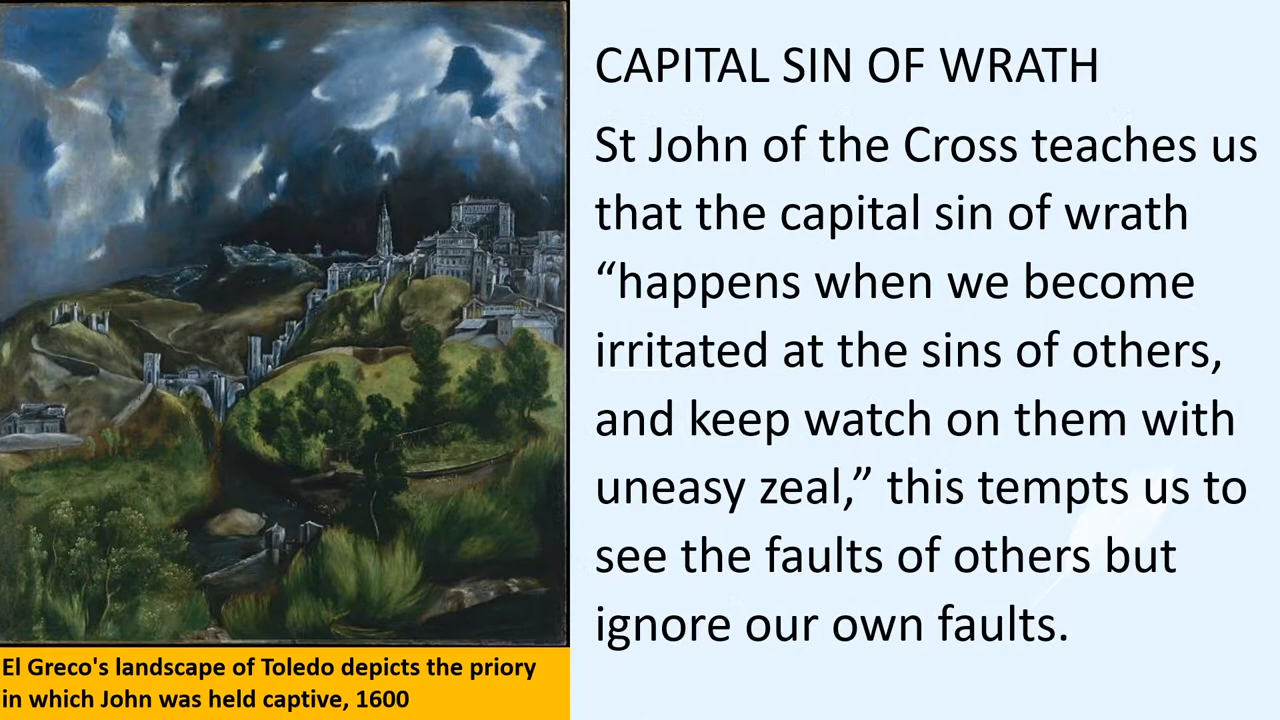 CAPITAL SIN OF WRATH
St John of the Cross teaches us
that the capital sin of wrath
“happens when we become
irritated at the sins of others,
and keep watch on them with
uneasy zeal,” this tempts us to
see the faults of others but
ignore our own faults.
El Greco's landscape of Toledo depicts the priory
in which John was held captive, 1600